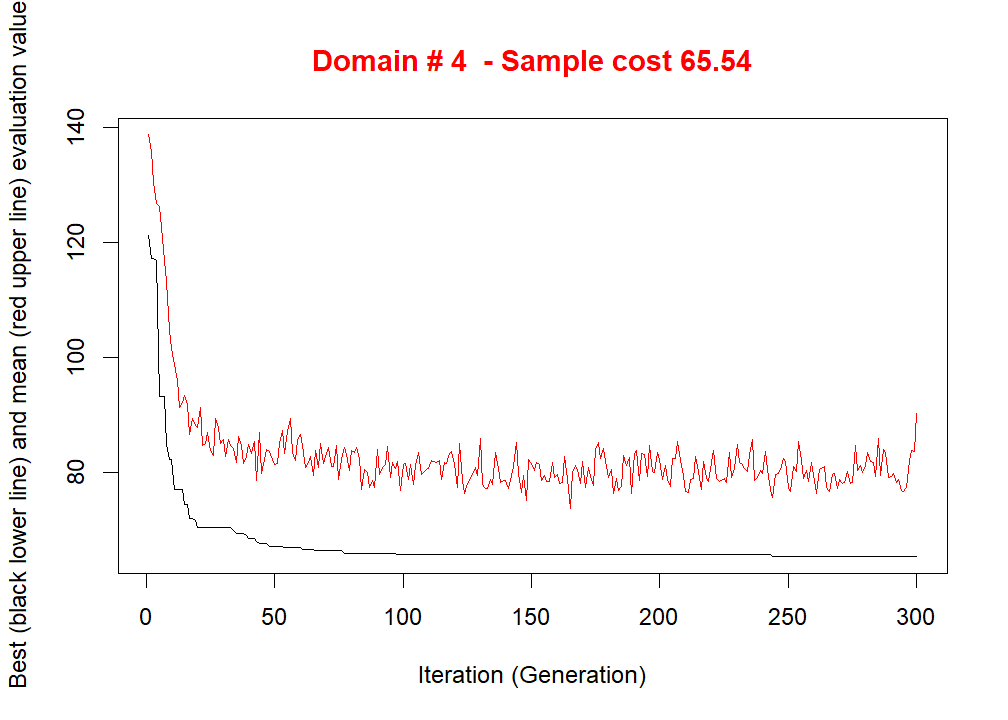 Domain # 4  - Sample cost 65.54
Best (black lower line) and mean (red upper line) evaluation value
140
120
100
80
0 50 100 150 200 250 300
Iteration (Generation)